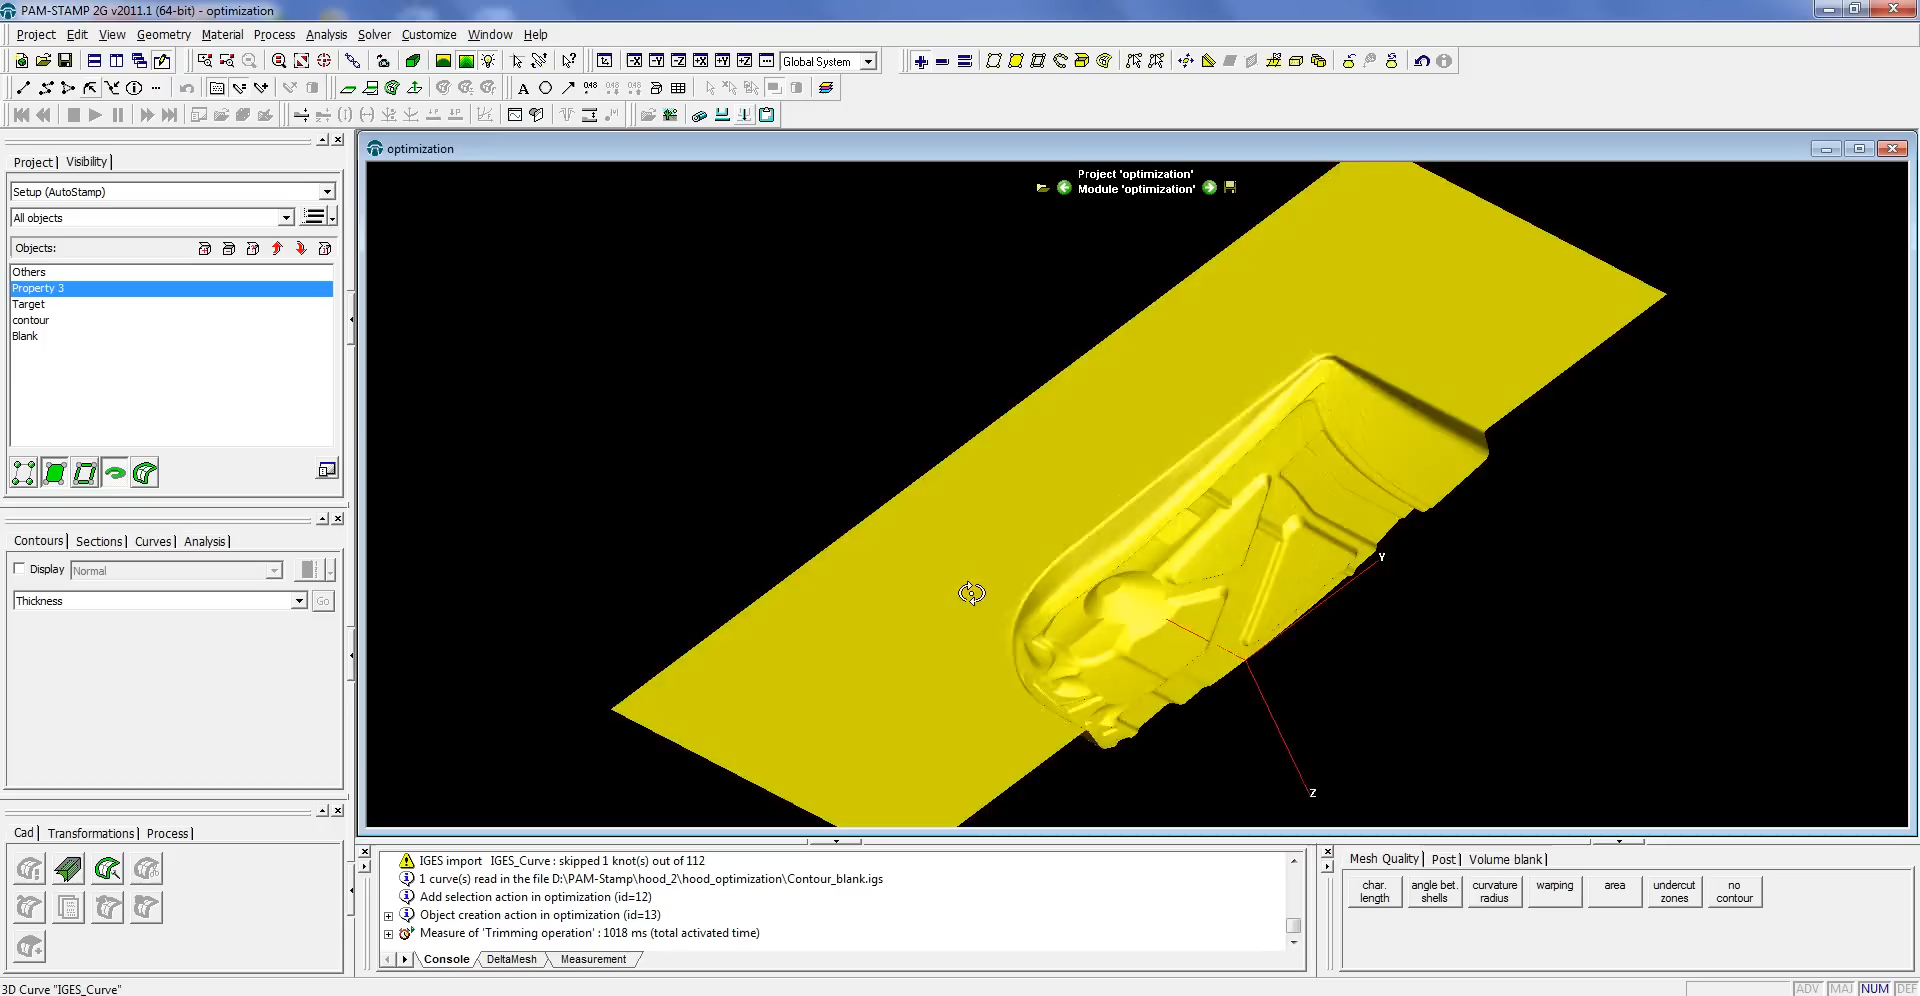 PAM-STAMP 2G v2011.1 (64-bit) - optimization
Project Edit View Geometry Material Process Analysis Solver Customize Window Help
-X -Y -Z +X +Y +Z Global System
A 0.48 0.48 0.48
Project Visibility
Setup (AutoStamp)
All objects
Objects:
Others
Property 3
Target
contour
Blank
Contours Sections Curves Analysis
Display Normal
Thickness Go
Cad Transformations Process
optimization
Project 'optimization'
Module 'optimization'
Y
Z
IGES import IGES_Curve : skipped 1 knot(s) out of 112
1 curve(s) read in the file D:\PAM-Stamp\hood_2\hood_optimization\Contour_blank.igs
Add selection action in optimization (id=12)
Object creation action in optimization (id=13)
Measure of 'Trimming operation' : 1018 ms (total activated time)
Console DeltaMesh Measurement
Mesh Quality Post Volume blank
char. length
angle bet. shells
curvature radius
warping
area
undercut zones
no contour
3D Curve "IGES_Curve"
ADV MAJ NUM DEF